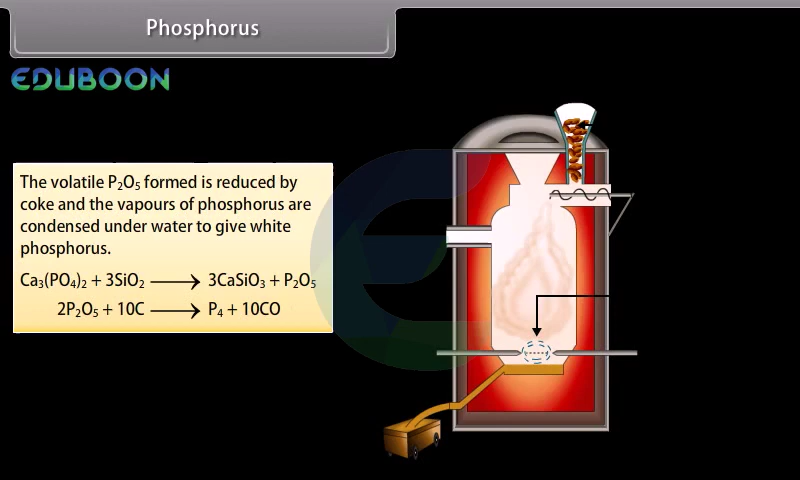 Phosphorus
EDUBOON
The volatile P₂O₅ formed is reduced by
coke and the vapours of phosphorus are
condensed under water to give white
phosphorus.
Ca₃(PO₄)₂ + 3SiO₂ ⟶ 3CaSiO₃ + P₂O₅
2P₂O₅ + 10C ⟶ P₄ + 10CO